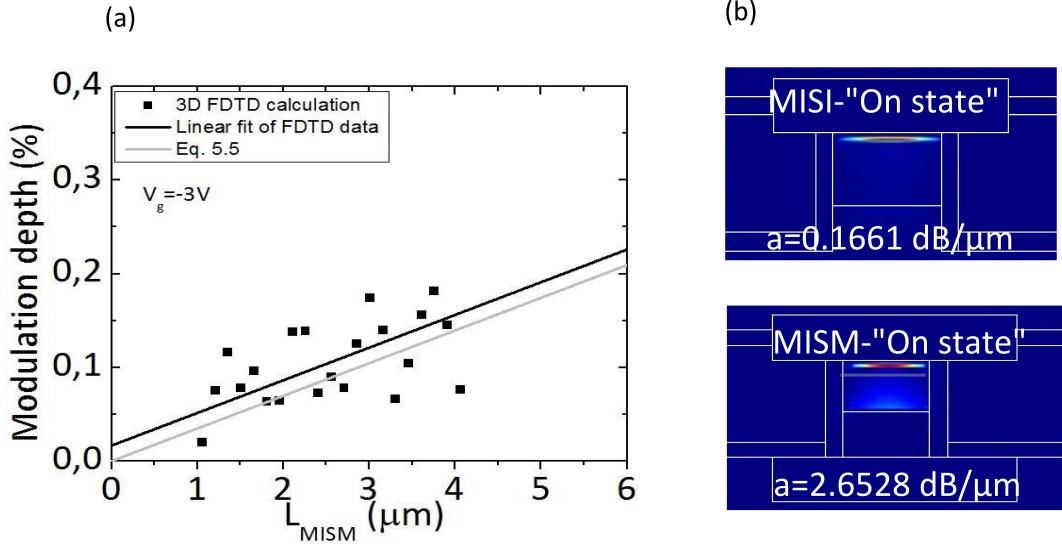 (a)
0,4
0,3
0,2
0,1
0,0
Modulation depth (%)
3D FDTD calculation
Linear fit of FDTD data
Eq. 5.5
Vg=-3V
0 1 2 3 4 5 6
LMISM (μm)
(b)
MISI-"On state"
a=0.1661 dB/μm
MISM-"On state"
a=2.6528 dB/μm